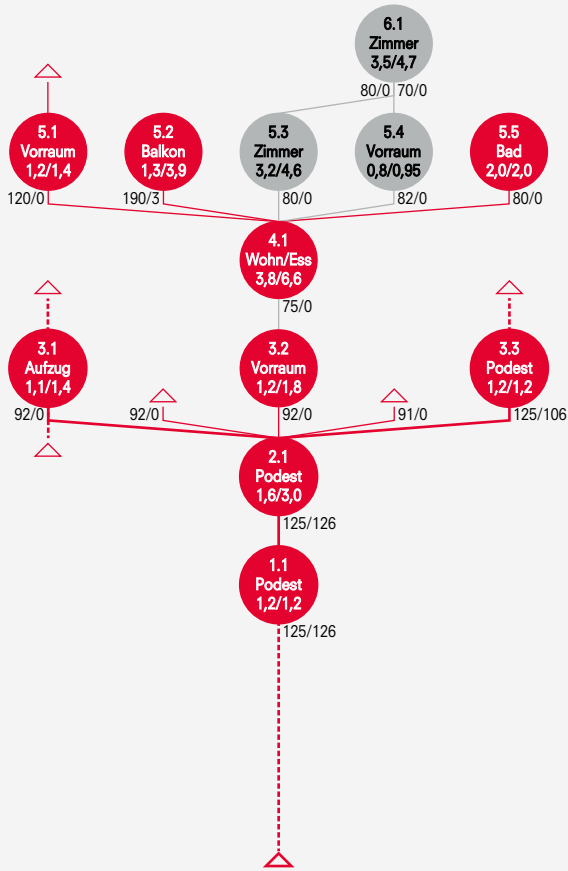 6.1
Zimmer
3,5/4,7
80/0 70/0
5.1
Vorraum
1,2/1,4
5.2
Balkon
1,3/3,9
5.3
Zimmer
3,2/4,6
5.4
Vorraum
0,8/0,95
5.5
Bad
2,0/2,0
120/0 190/3 80/0 82/0 80/0
4.1
Wohn/Ess
3,8/6,6
75/0
3.1
Aufzug
1,1/1,4
3.2
Vorraum
1,2/1,8
3.3
Podest
1,2/1,2
92/0 92/0 92/0 91/0 125/106
2.1
Podest
1,6/3,0
125/126
1.1
Podest
1,2/1,2
125/126